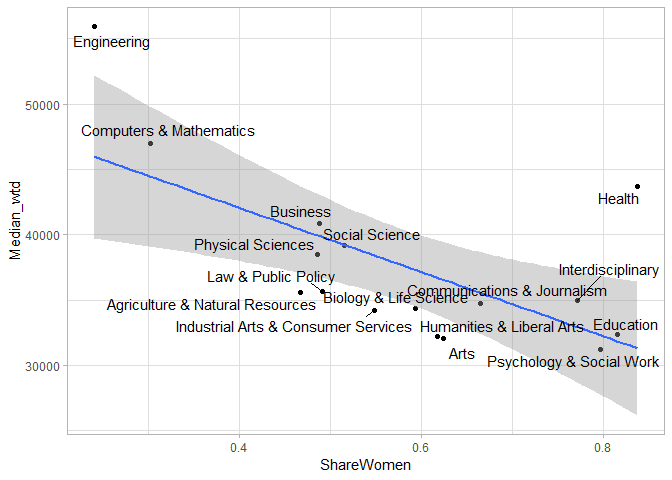 Engineering
50000
Computers & Mathematics
Health
Business
Social Science
40000
Physical Sciences
Interdisciplinary
Law & Public Policy
Communications & Journalism
Biology & Life Science
Agriculture & Natural Resources
Industrial Arts & Consumer Services
Humanities & Liberal Arts
Education
Arts
Psychology & Social Work
30000
Median_wtd
0.4
0.6
0.8
ShareWomen